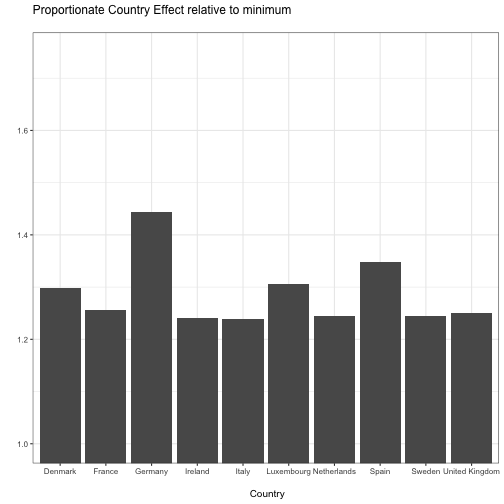 Proportionate Country Effect relative to minimum
1.6
1.4
1.2
1.0
Denmark France Germany Ireland Italy Luxembourg Netherlands Spain Sweden United Kingdom
Country